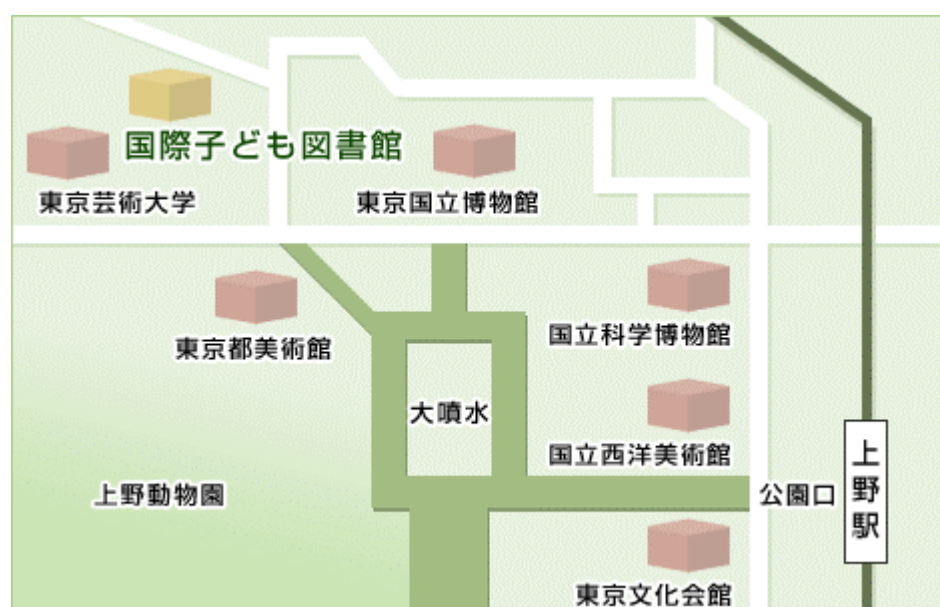 国際子ども図書館
東京芸術大学
東京国立博物館
東京都美術館
国立科学博物館
大噴水
国立西洋美術館
上野動物園
公園口
上野駅
東京文化会館